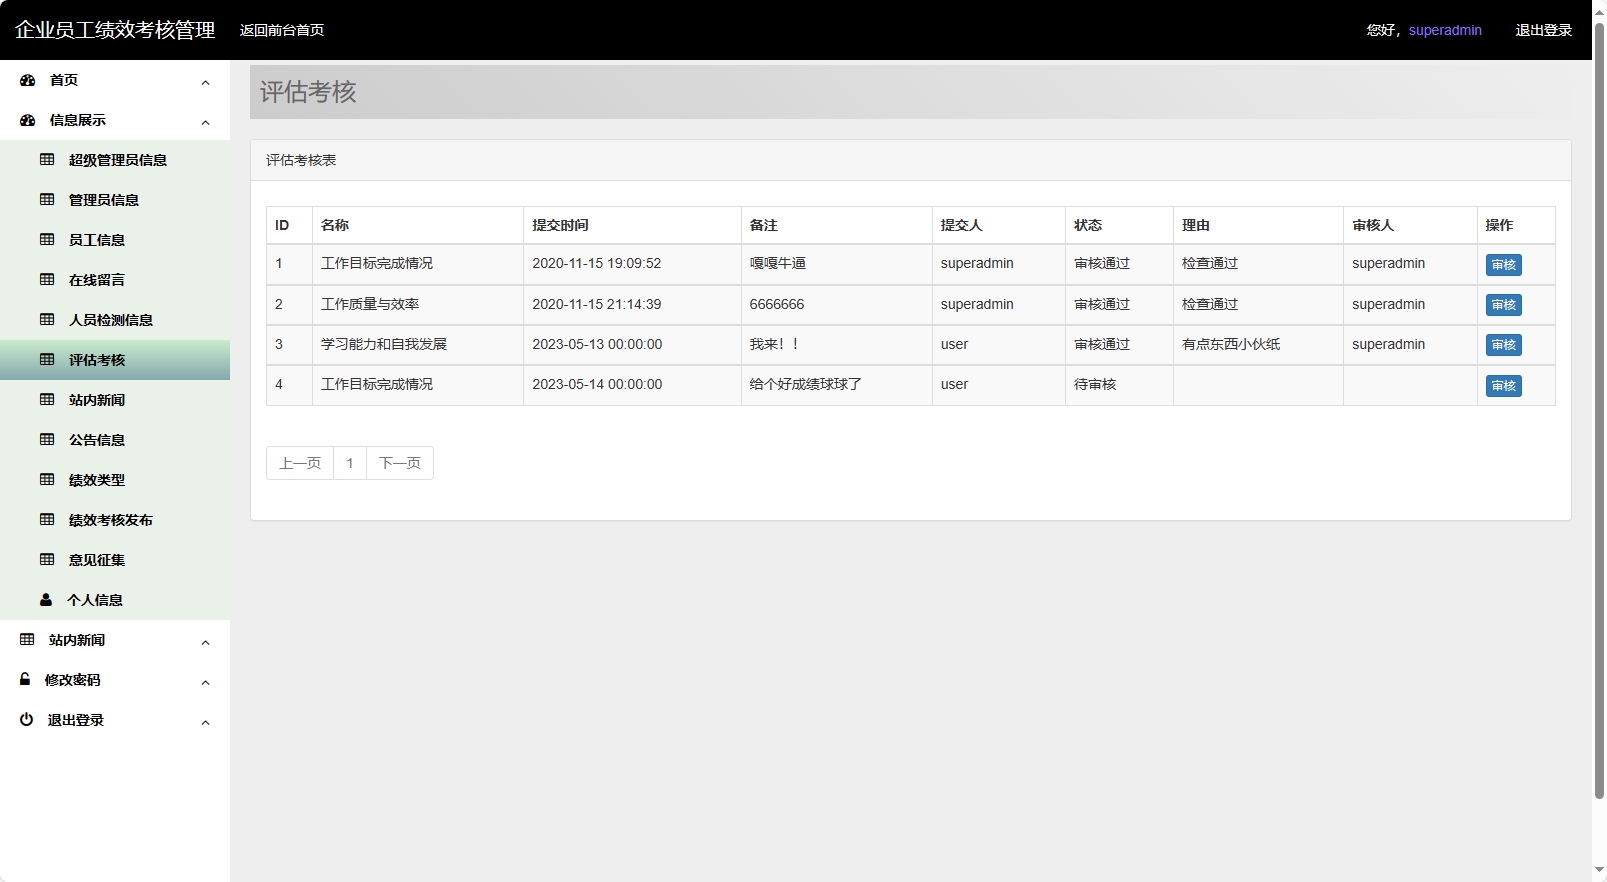 企业员工绩效考核管理 返回前台首页 您好，superadmin 退出登录
首页
信息展示
超级管理员信息
管理员信息
员工信息
在线留言
人员检测信息
评估考核
站内新闻
公告信息
绩效类型
绩效考核发布
意见征集
个人信息
站内新闻
修改密码
退出登录
评估考核
评估考核表
ID 名称 提交时间 备注 提交人 状态 理由 审核人 操作
1 工作目标完成情况 2020-11-15 19:09:52 嘎嘎牛逼 superadmin 审核通过 检查通过 superadmin 审核
2 工作质量与效率 2020-11-15 21:14:39 6666666 superadmin 审核通过 检查通过 superadmin 审核
3 学习能力和自我发展 2023-05-13 00:00:00 我来！！ user 审核通过 有点东西小伙纸 superadmin 审核
4 工作目标完成情况 2023-05-14 00:00:00 给个好成绩球球了 user 待审核 审核
上一页 1 下一页